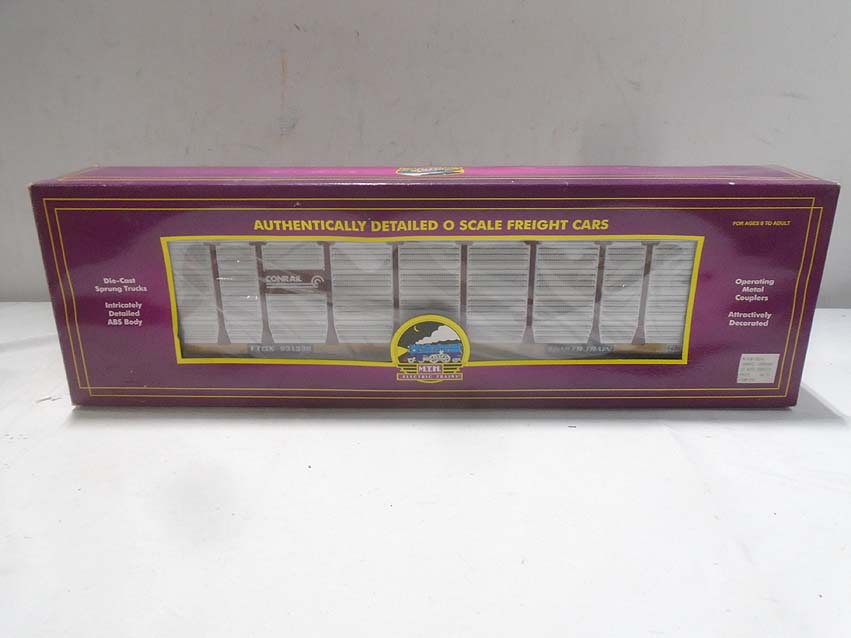 AUTHENTICALLY DETAILED O SCALE FREIGHT CARS
FOR AGES 8 TO ADULT
Die-Cast
Sprung Trucks
Intricately
Detailed
ABS Body
CONRAIL
Operating
Metal
Couplers
Attractively
Decorated
M.T.H.
ELECTRIC TRAINS